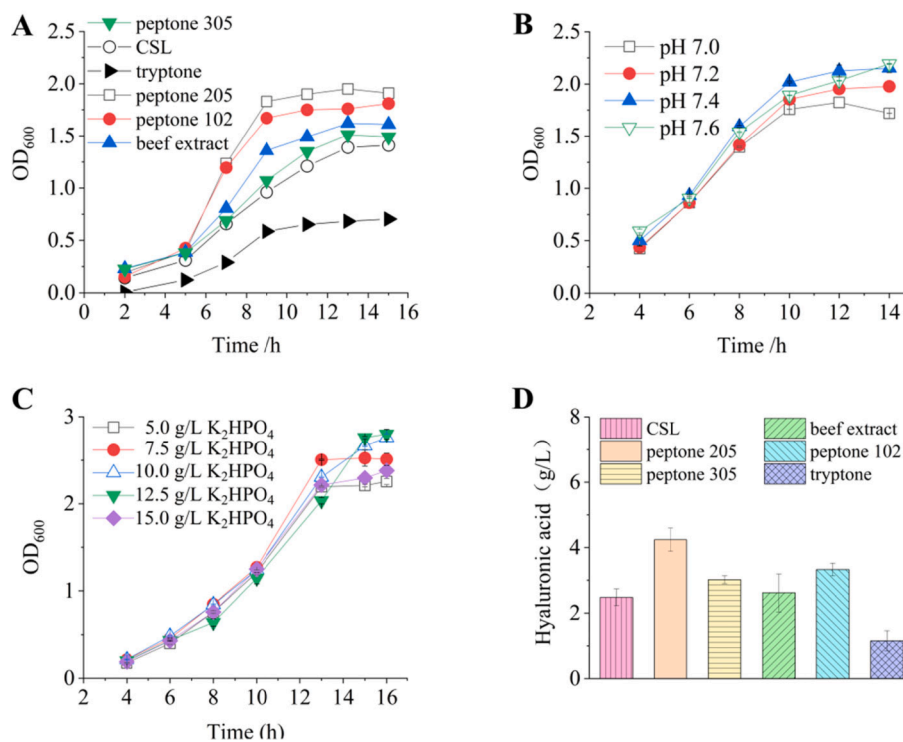 A
peptone 305
CSL
tryptone
peptone 205
peptone 102
beef extract
OD600
2.5
2.0
1.5
1.0
0.5
0.0
0 2 4 6 8 10 12 14 16
Time /h
B
pH 7.0
pH 7.2
pH 7.4
pH 7.6
OD600
2.5
2.0
1.5
1.0
0.5
0.0
2 4 6 8 10 12 14
Time /h
C
5.0 g/L K2HPO4
7.5 g/L K2HPO4
10.0 g/L K2HPO4
12.5 g/L K2HPO4
15.0 g/L K2HPO4
OD600
3
2
1
0
2 4 6 8 10 12 14 16
Time (h)
D
CSL
peptone 205
peptone 305
beef extract
peptone 102
tryptone
Hyaluronic acid（g/L）
8
6
4
2
0